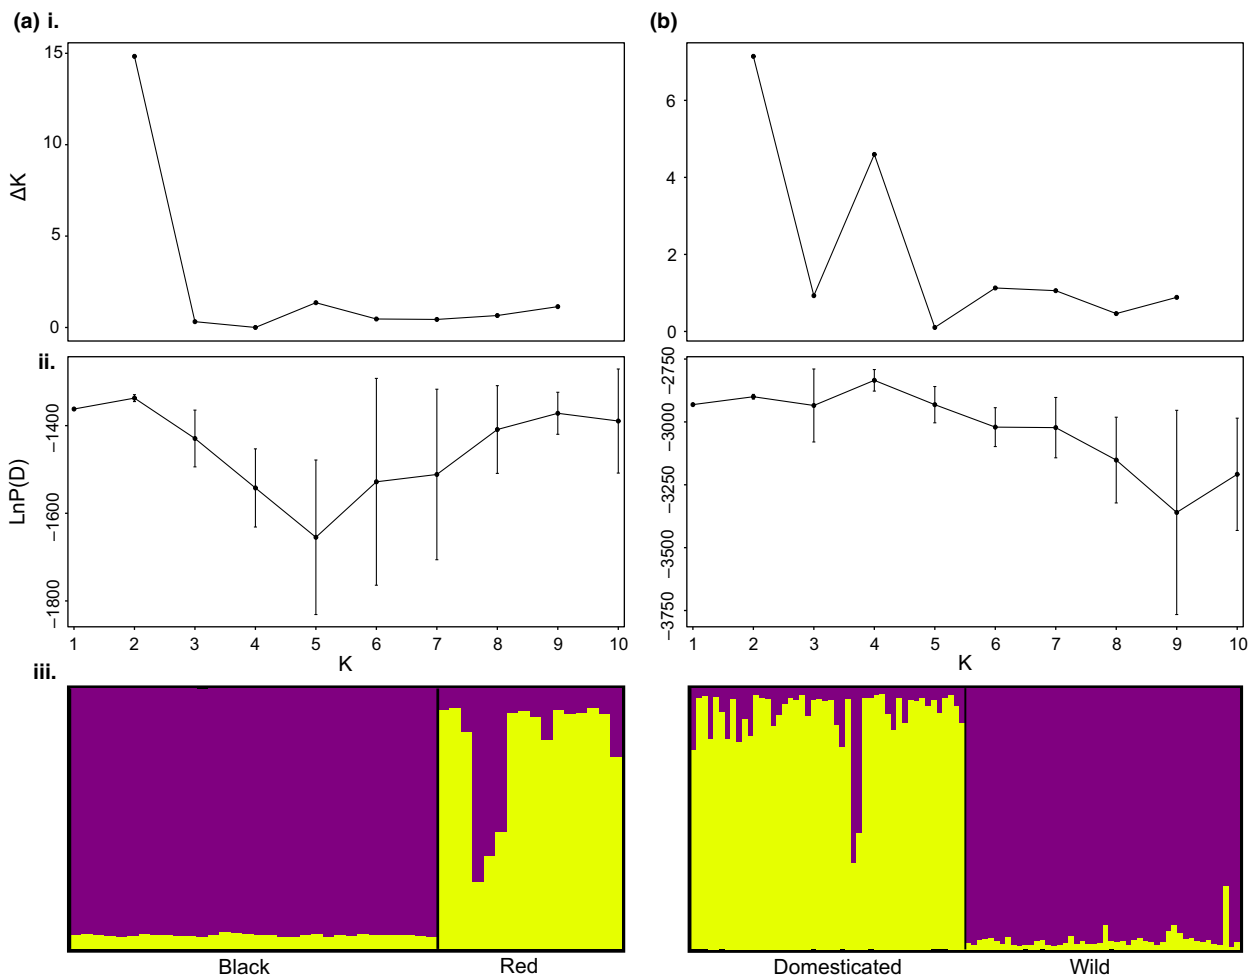 (a) i.
(b)
15
10
5
0
ΔK
6
4
2
0
ii.
−1400
−1600
−1800
LnP(D)
1 2 3 4 5 6 7 8 9 10
K
−2750
−3000
−3250
−3500
−3750
1 2 3 4 5 6 7 8 9 10
K
iii.
Black Red
Domesticated Wild